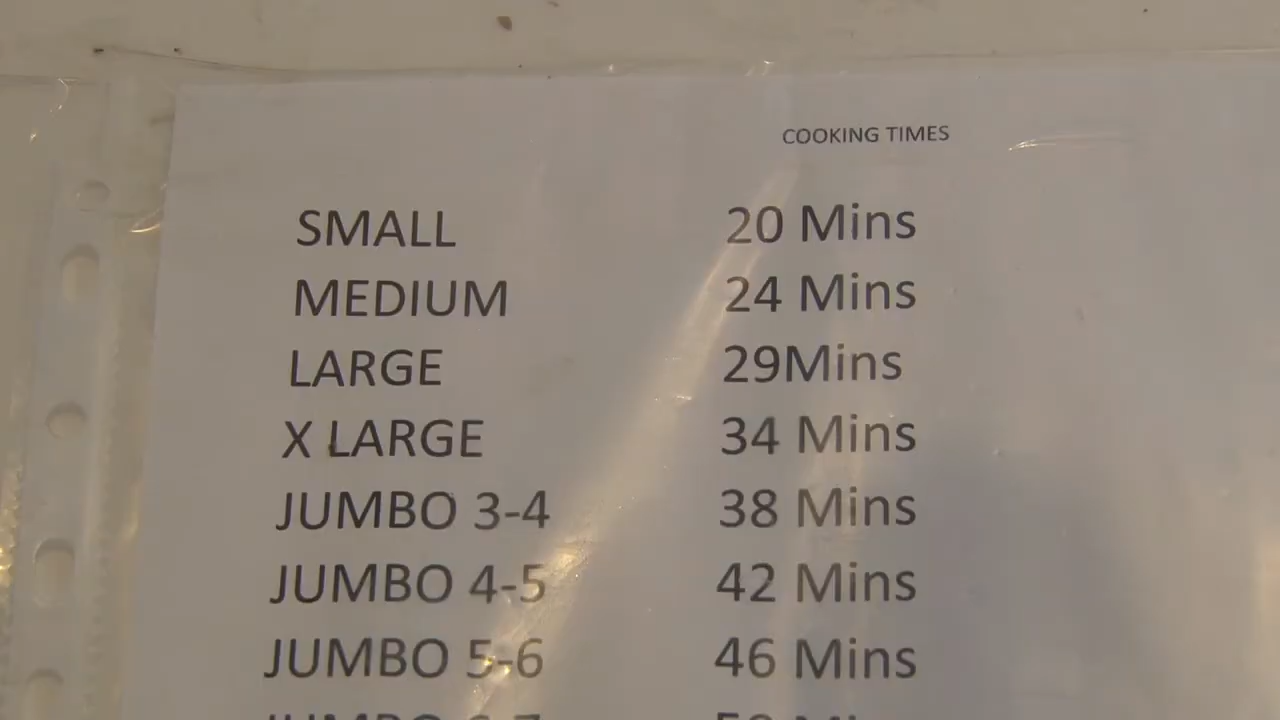 COOKING TIMES
SMALL 20 Mins
MEDIUM 24 Mins
LARGE 29Mins
X LARGE 34 Mins
JUMBO 3-4 38 Mins
JUMBO 4-5 42 Mins
JUMBO 5-6 46 Mins